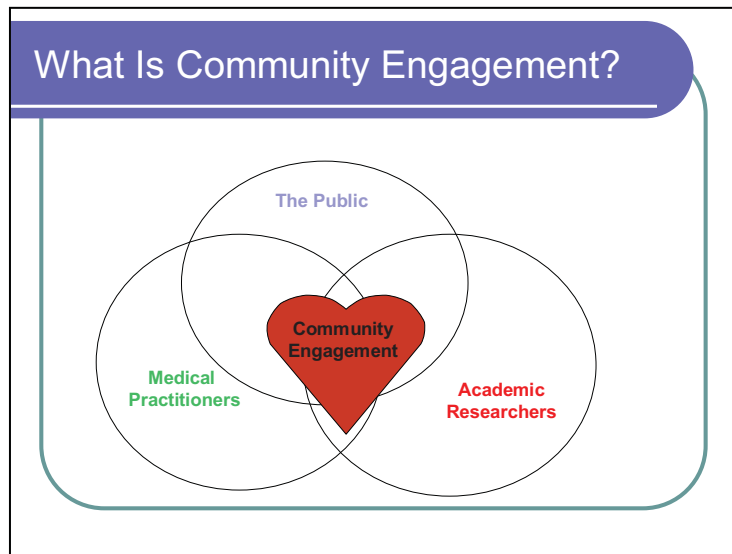 What Is Community Engagement?
The Public
Community
Engagement
Medical
Practitioners
Academic
Researchers